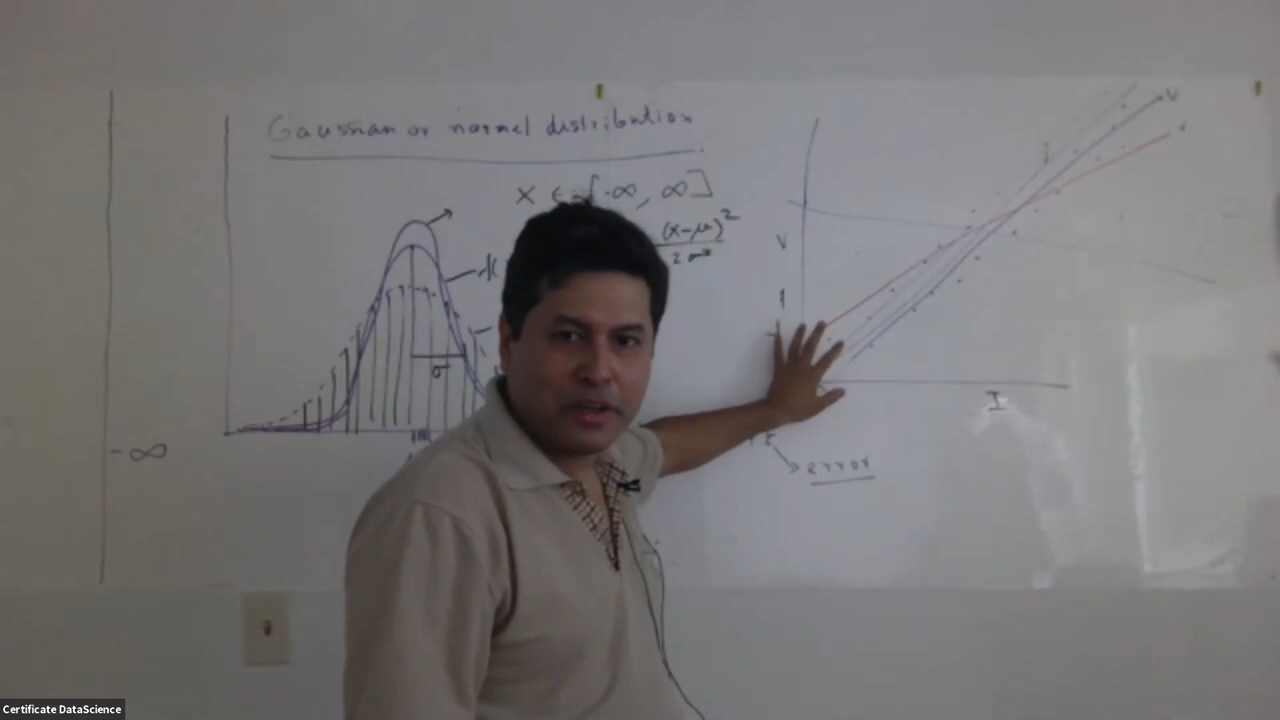 Gaussian or normal distribution
x ∈ [-∞, ∞]
(x-μ)²
2σ²
σ
-∞
V
I
V
error
Certificate DataScience